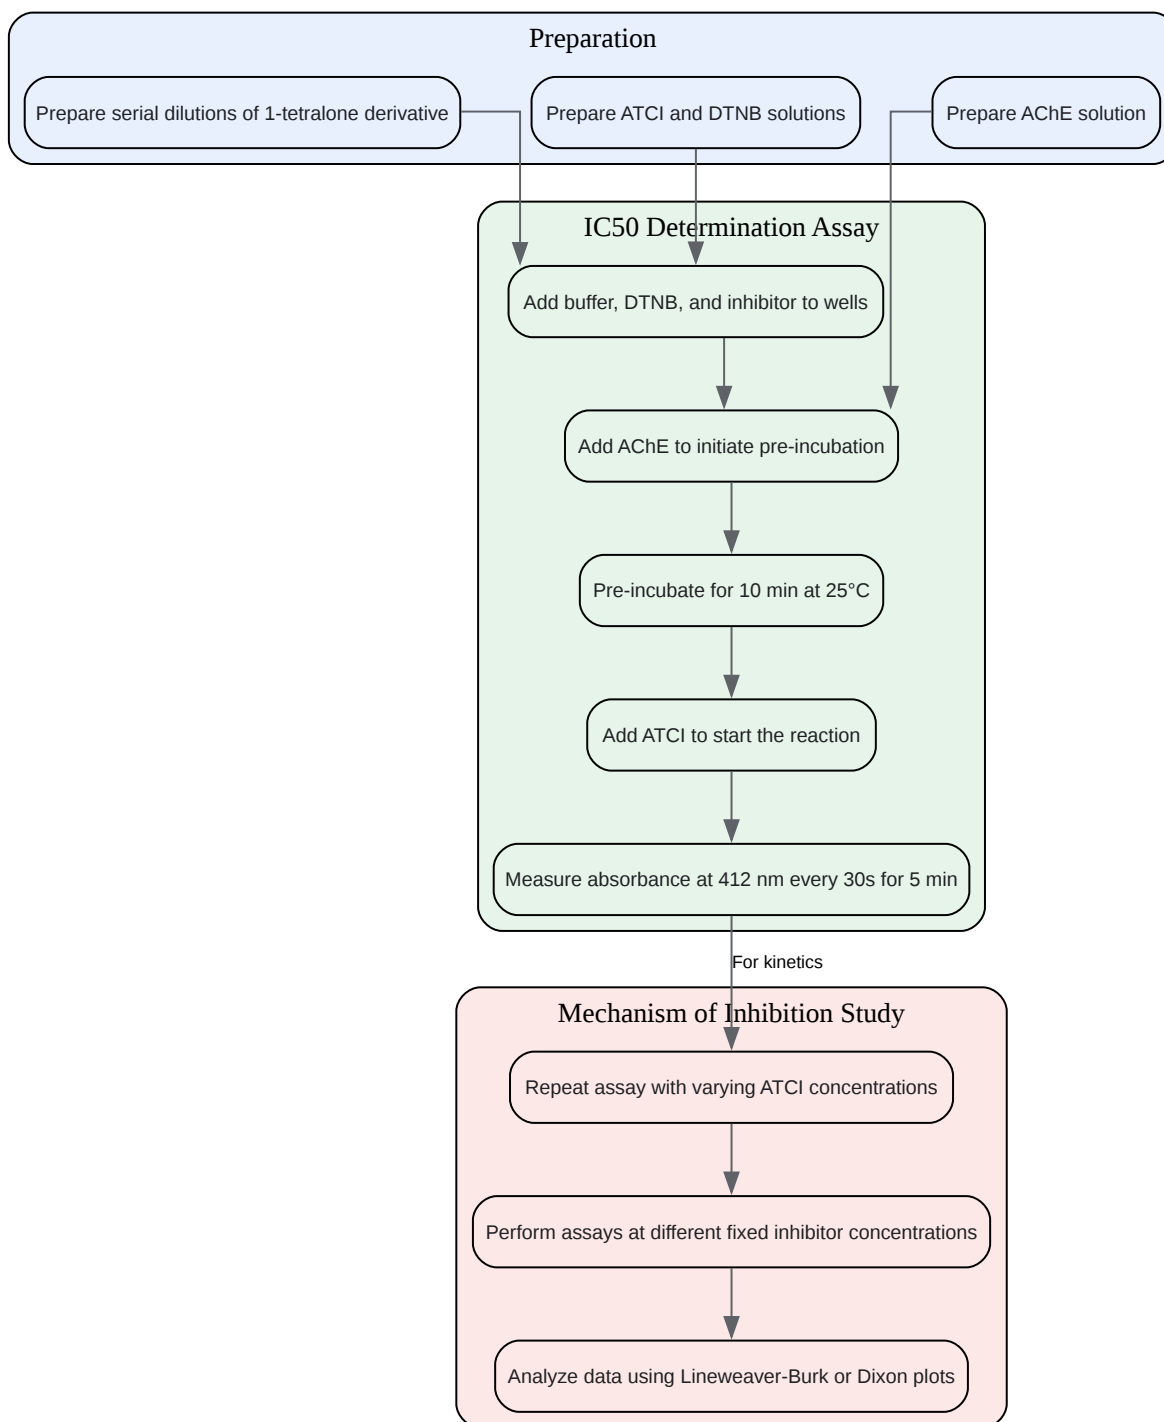 Preparation
Prepare serial dilutions of 1-tetralone derivative
Prepare ATCI and DTNB solutions
Prepare AChE solution
IC50 Determination Assay
Add buffer, DTNB, and inhibitor to wells
Add AChE to initiate pre-incubation
Pre-incubate for 10 min at 25°C
Add ATCI to start the reaction
Measure absorbance at 412 nm every 30s for 5 min
For kinetics
Mechanism of Inhibition Study
Repeat assay with varying ATCI concentrations
Perform assays at different fixed inhibitor concentrations
Analyze data using Lineweaver-Burk or Dixon plots